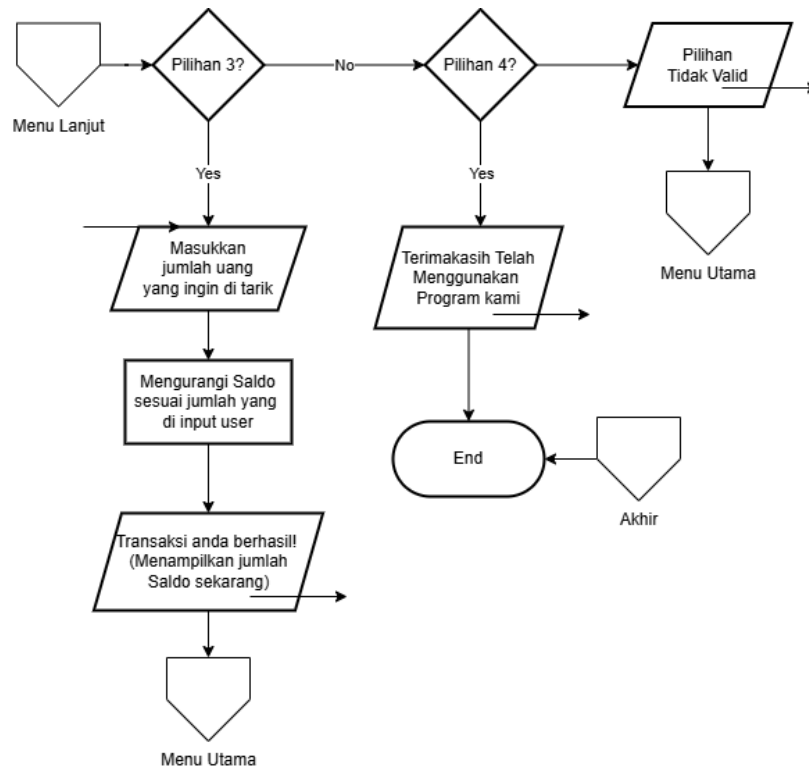 Menu Lanjut
Pilihan 3?
No
Pilihan 4?
Pilihan
Tidak Valid
Menu Utama
Yes
Masukkan
jumlah uang
yang ingin di tarik
Mengurangi Saldo
sesuai jumlah yang
di input user
Transaksi anda berhasil!
(Menampilkan jumlah
Saldo sekarang)
Menu Utama
Yes
Terimakasih Telah
Menggunakan
Program kami
End
Akhir